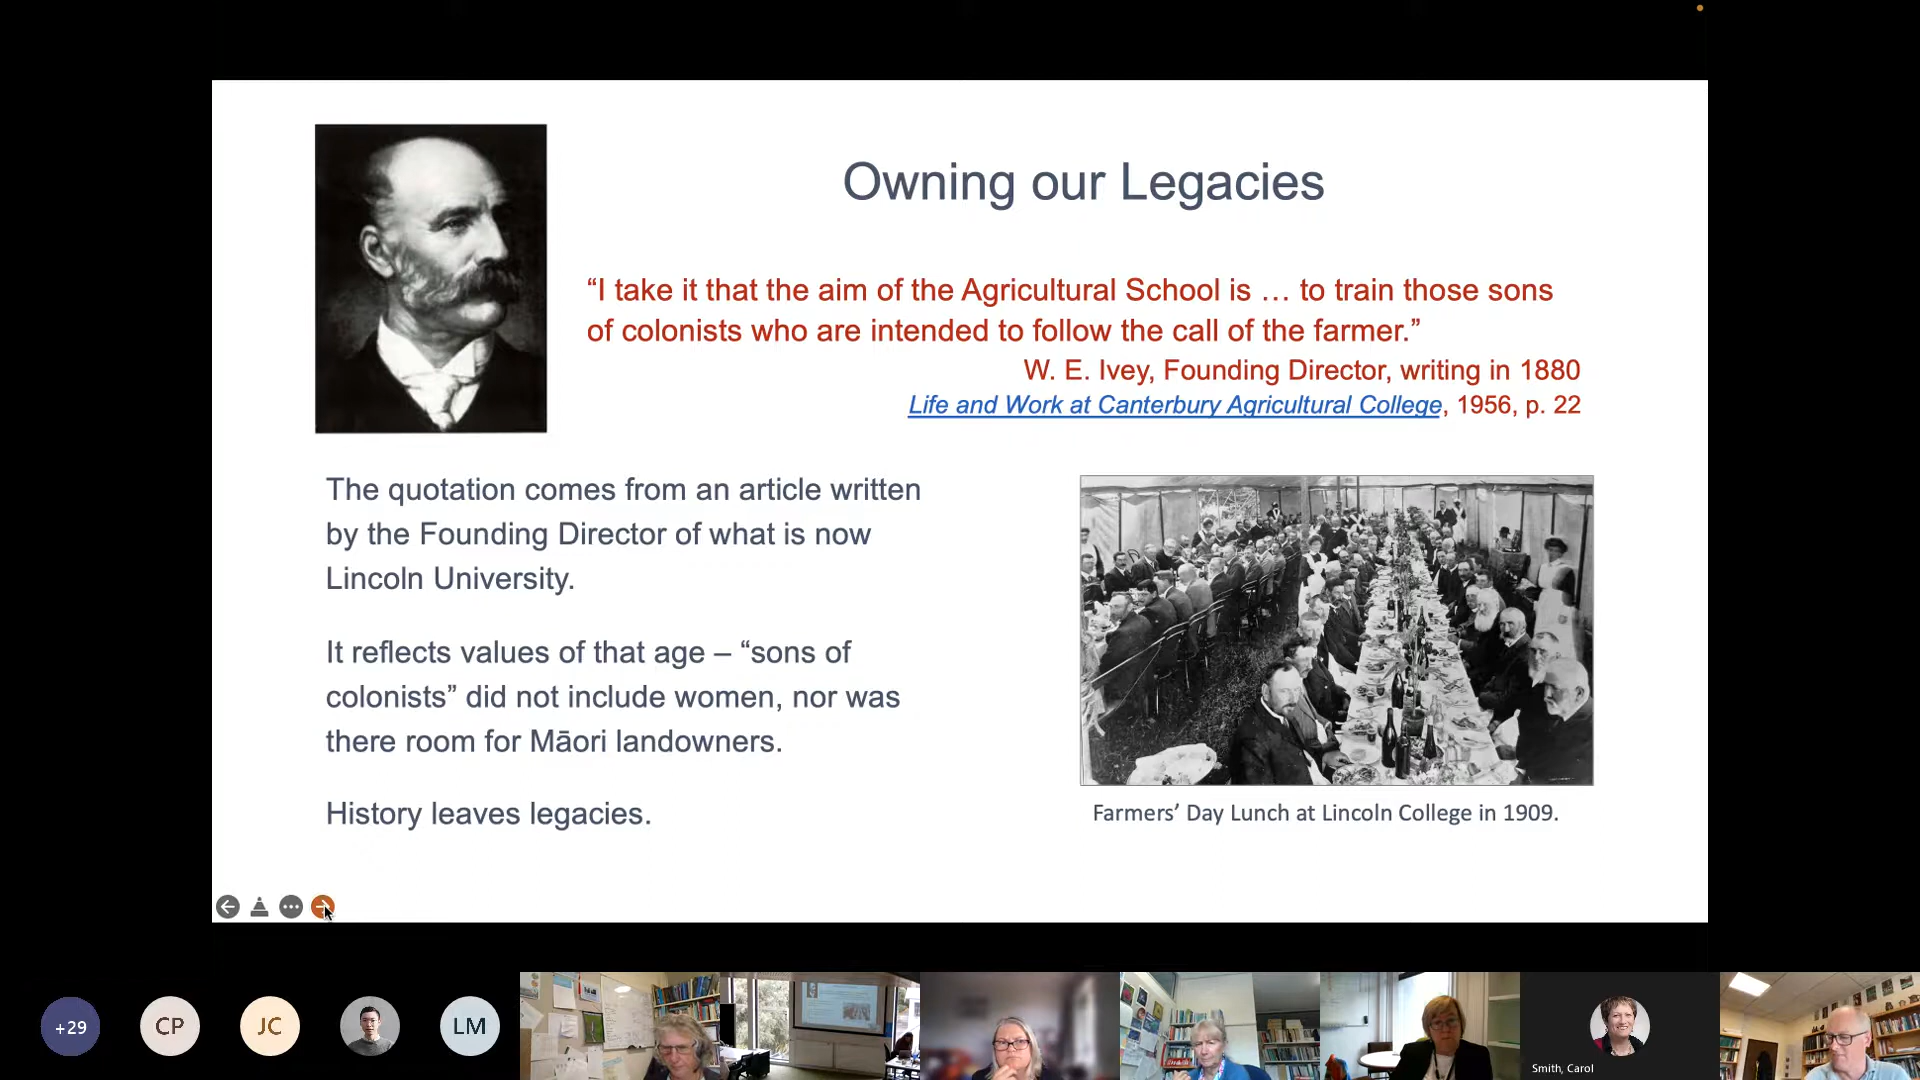 Owning our Legacies
“I take it that the aim of the Agricultural School is … to train those sons
of colonists who are intended to follow the call of the farmer.”
W. E. Ivey, Founding Director, writing in 1880
Life and Work at Canterbury Agricultural College, 1956, p. 22
The quotation comes from an article written
by the Founding Director of what is now
Lincoln University.
It reflects values of that age – “sons of
colonists” did not include women, nor was
there room for Māori landowners.
History leaves legacies.
Farmers’ Day Lunch at Lincoln College in 1909.
+29
CP
JC
LM
Smith, Carol